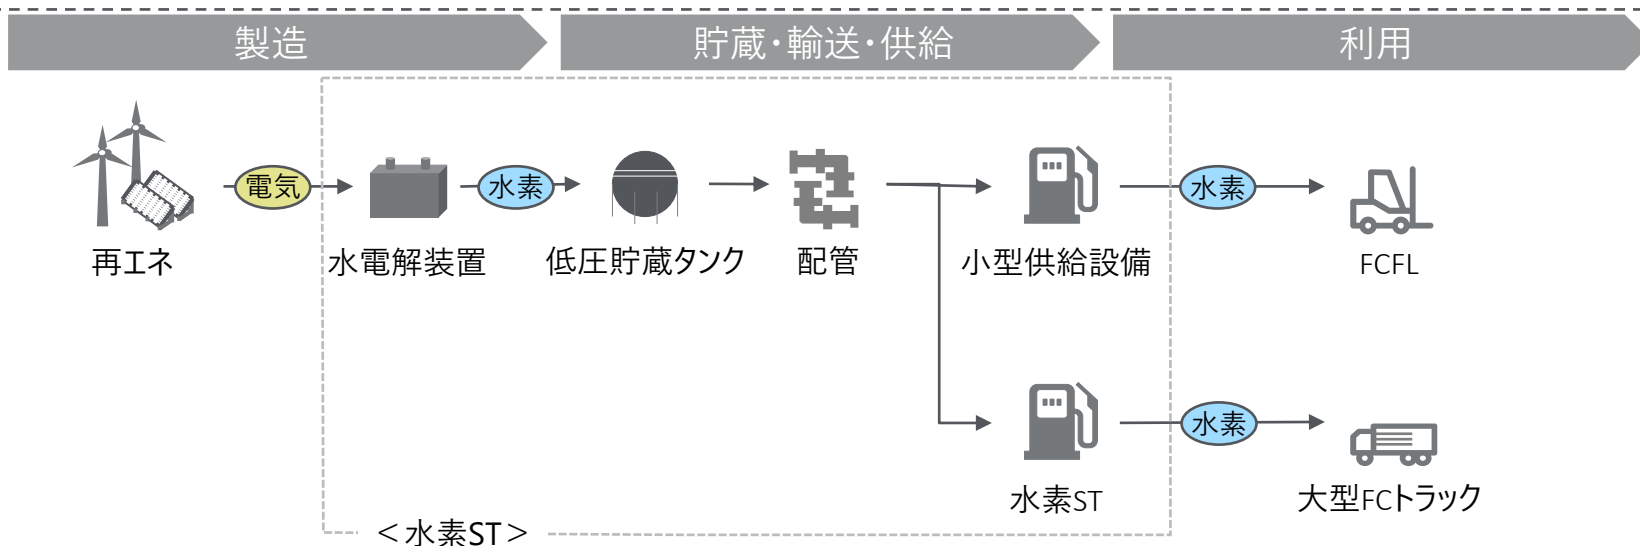 製造
貯蔵・輸送・供給
利用
電気
水素
水素
再エネ
水電解装置
低圧貯蔵タンク
配管
小型供給設備
FCFL
水素
水素ST
大型FCトラック
＜水素ST＞